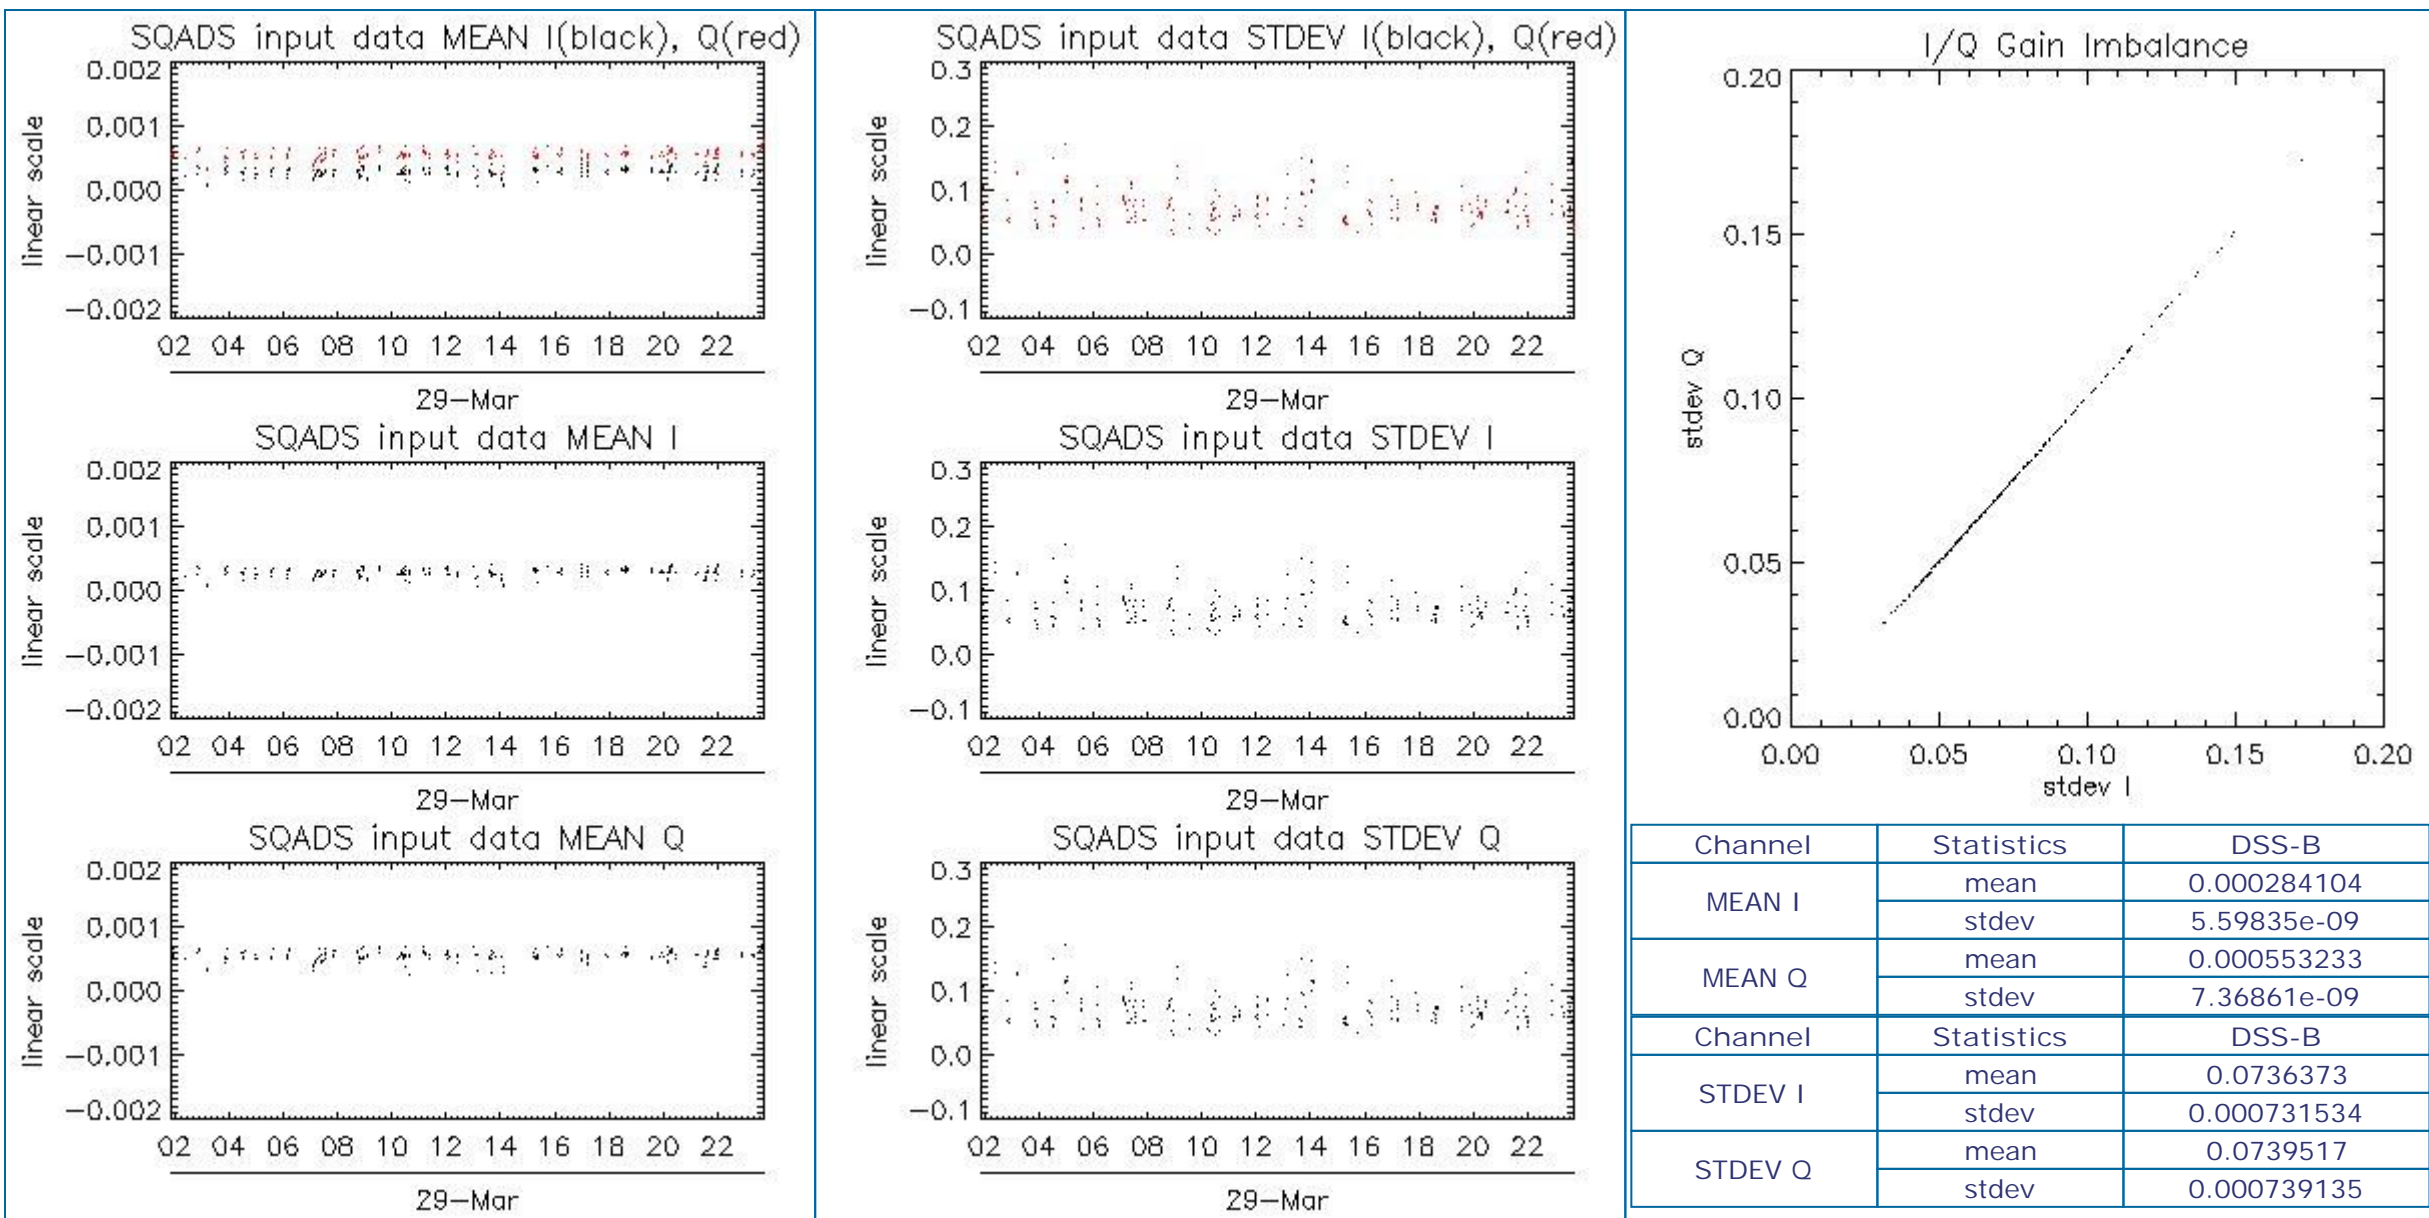 SQADS input data MEAN I(black), Q(red)
0.002
0.001
0.000
−0.001
−0.002
linear scale
02 04 06 08 10 12 14 16 18 20 22
29−Mar
SQADS input data MEAN I
0.002
0.001
0.000
−0.001
−0.002
linear scale
02 04 06 08 10 12 14 16 18 20 22
29−Mar
SQADS input data MEAN Q
0.002
0.001
0.000
−0.001
−0.002
linear scale
02 04 06 08 10 12 14 16 18 20 22
29−Mar
SQADS input data STDEV I(black), Q(red)
0.3
0.2
0.1
0.0
−0.1
linear scale
02 04 06 08 10 12 14 16 18 20 22
29−Mar
SQADS input data STDEV I
0.3
0.2
0.1
0.0
−0.1
linear scale
02 04 06 08 10 12 14 16 18 20 22
29−Mar
SQADS input data STDEV Q
0.3
0.2
0.1
0.0
−0.1
linear scale
02 04 06 08 10 12 14 16 18 20 22
29−Mar
I/Q Gain Imbalance
0.20
0.15
0.10
0.05
0.00
stdev Q
0.00 0.05 0.10 0.15 0.20
stdev I
Channel Statistics DSS-B
MEAN I mean 0.000284104
stdev 5.59835e-09
MEAN Q mean 0.000553233
stdev 7.36861e-09
Channel Statistics DSS-B
STDEV I mean 0.0736373
stdev 0.000731534
STDEV Q mean 0.0739517
stdev 0.000739135